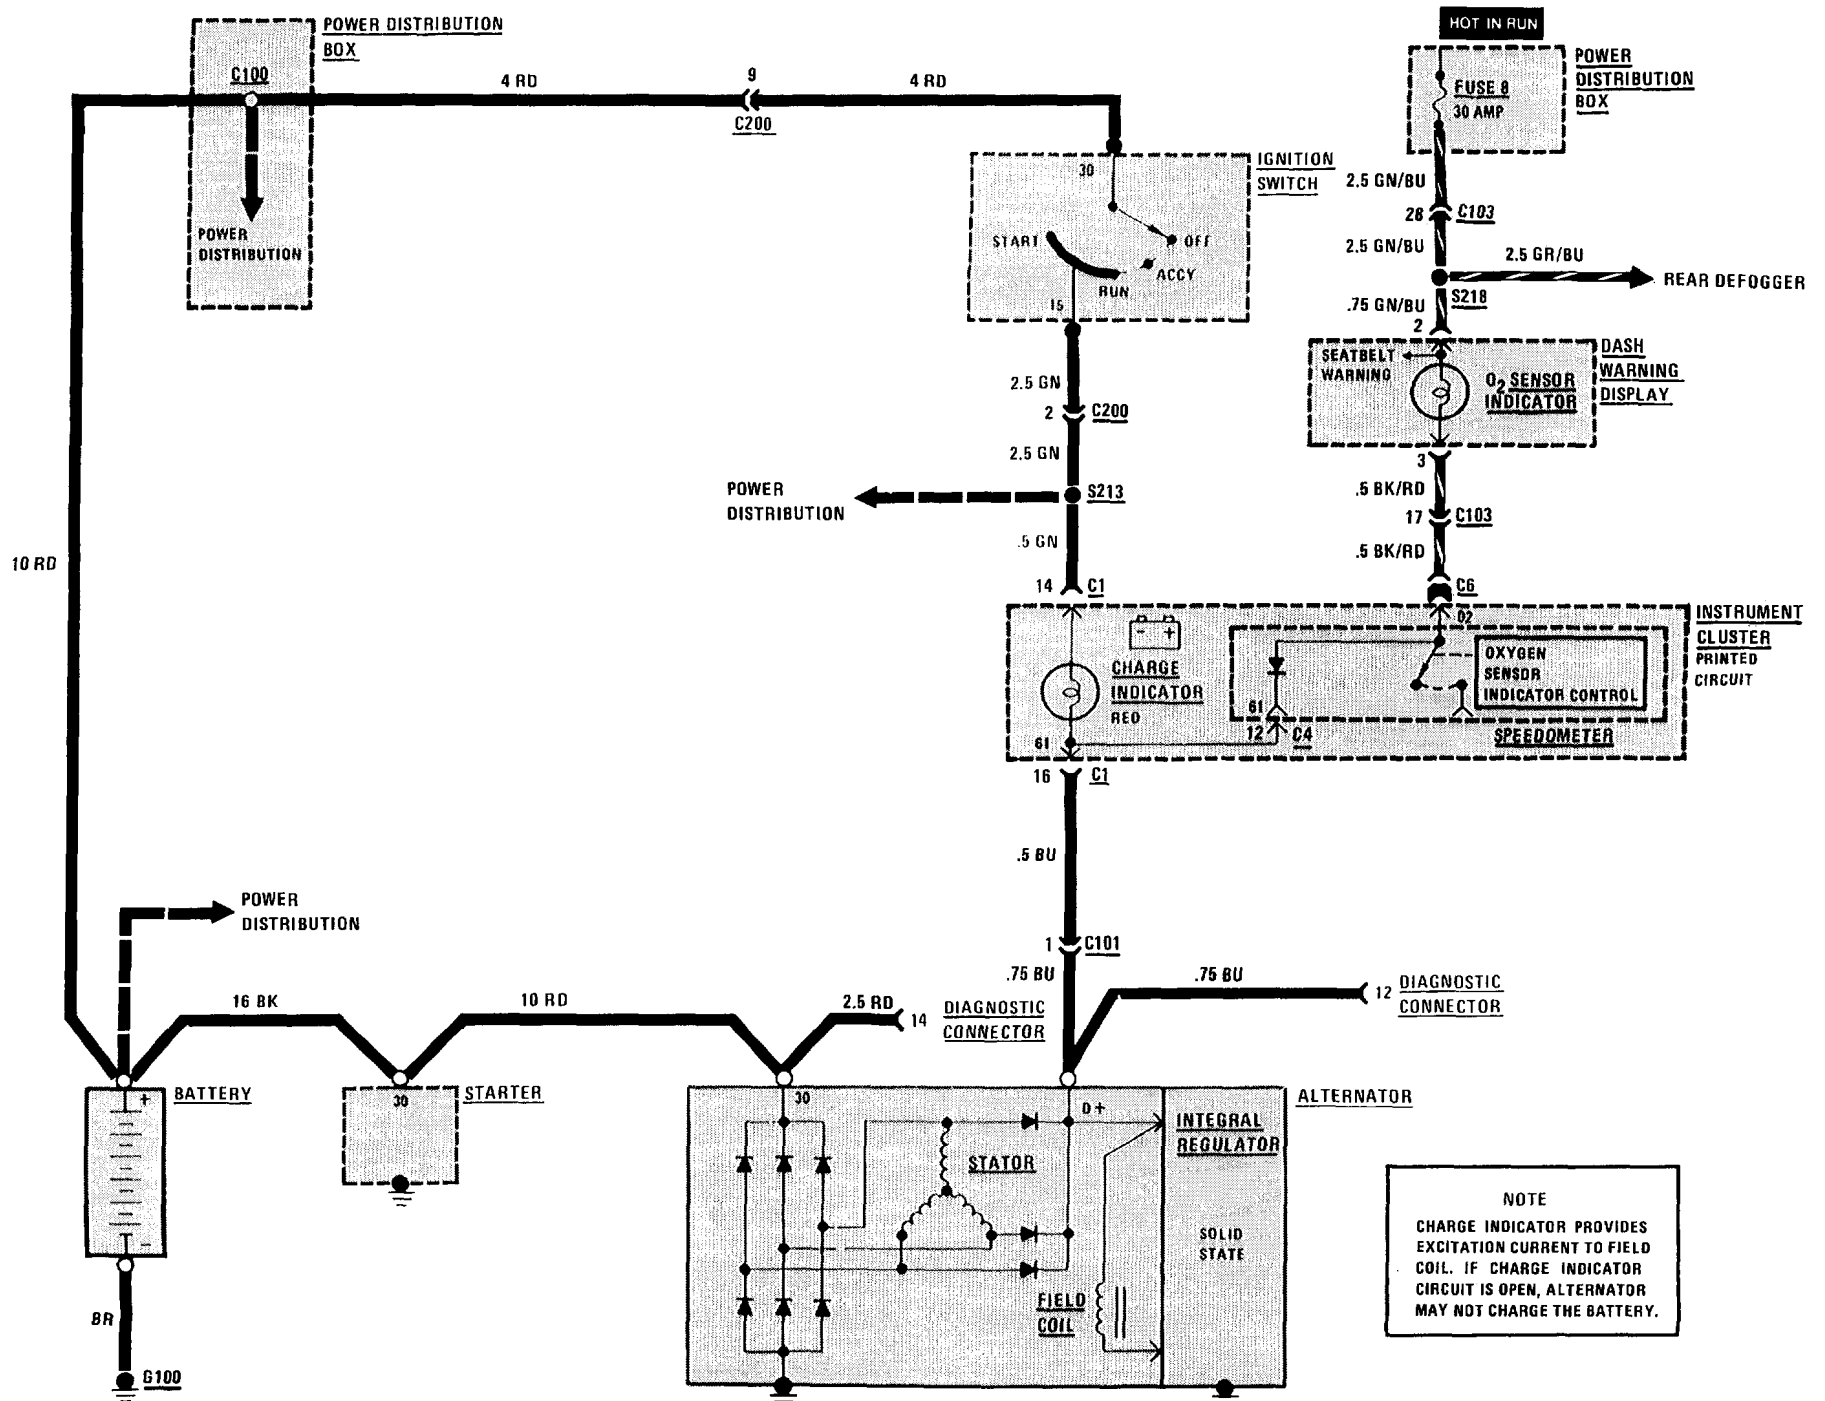 POWER DISTRIBUTION
BOX
C100
POWER
DISTRIBUTION
4 RD
9
C200
4 RD
HOT IN RUN
FUSE 8
30 AMP
POWER
DISTRIBUTION
BOX
30
IGNITION
SWITCH
START
OFF
ACCY
RUN
15
2.5 GN/BU
28
C103
2.5 GN/BU
2.5 GR/BU
REAR DEFOGGER
S218
.75 GN/BU
2
SEATBELT
WARNING
O2 SENSOR
INDICATOR
DASH
WARNING
DISPLAY
3
.5 BK/RD
17
C103
.5 BK/RD
C6
2.5 GN
2
C200
2.5 GN
POWER
DISTRIBUTION
S213
.5 GN
14
C1
10 RD
- +
CHARGE
INDICATOR
RED
61
02
OXYGEN
SENSOR
INDICATOR CONTROL
61
12
C4
SPEEDOMETER
INSTRUMENT
CLUSTER
PRINTED
CIRCUIT
16
C1
.5 BU
1
C101
.75 BU
.75 BU
12
DIAGNOSTIC
CONNECTOR
POWER
DISTRIBUTION
16 BK
10 RD
2.5 RD
14
DIAGNOSTIC
CONNECTOR
+
BATTERY
-
BR
G100
30
STARTER
30
D+
ALTERNATOR
INTEGRAL
REGULATOR
STATOR
SOLID
STATE
FIELD
COIL
NOTE
CHARGE INDICATOR PROVIDES
EXCITATION CURRENT TO FIELD
COIL. IF CHARGE INDICATOR
CIRCUIT IS OPEN, ALTERNATOR
MAY NOT CHARGE THE BATTERY.